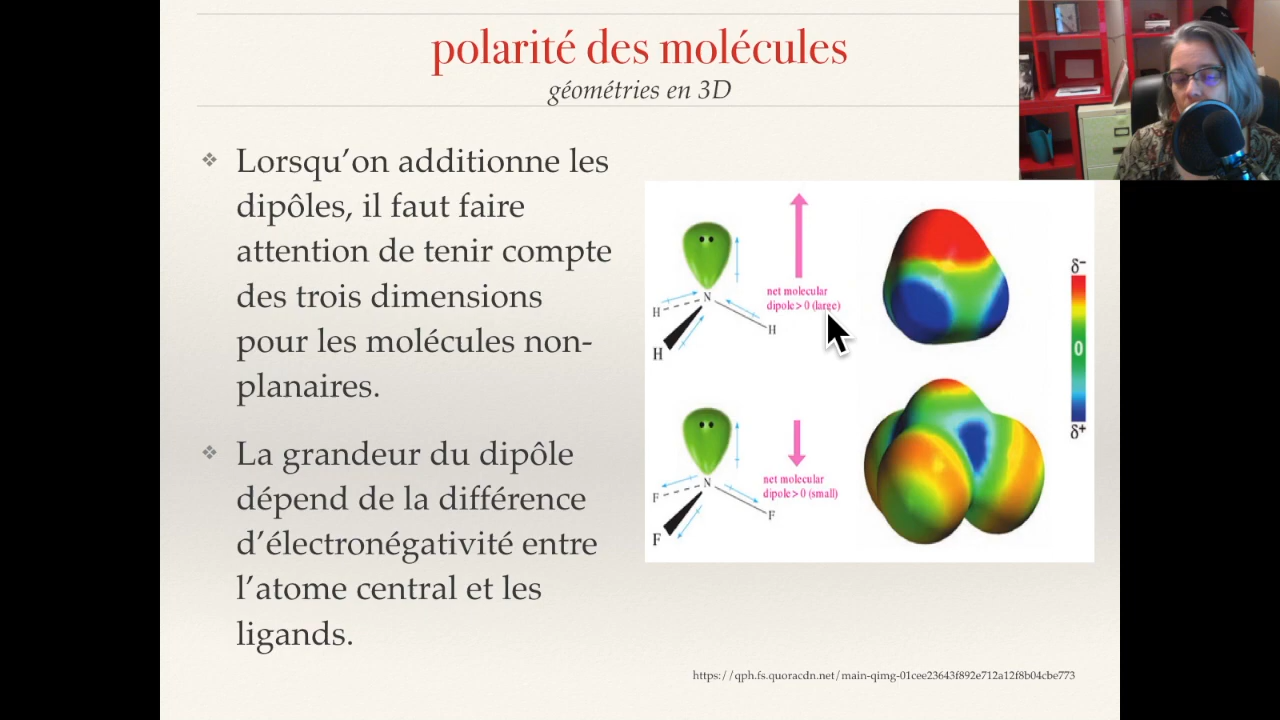 polarité des molécules
géométries en 3D
❖ Lorsqu’on additionne les
dipôles, il faut faire
attention de tenir compte
des trois dimensions
pour les molécules non-
planaires.
❖ La grandeur du dipôle
dépend de la différence
d’électronégativité entre
l’atome central et les
ligands.
N
H
H
H
net molecular
dipole > 0 (large)
N
F
F
F
net molecular
dipole > 0 (small)
δ−
0
δ+
https://qph.fs.quoracdn.net/main-qimg-01cee23643f892e712a12f8b04cbe773